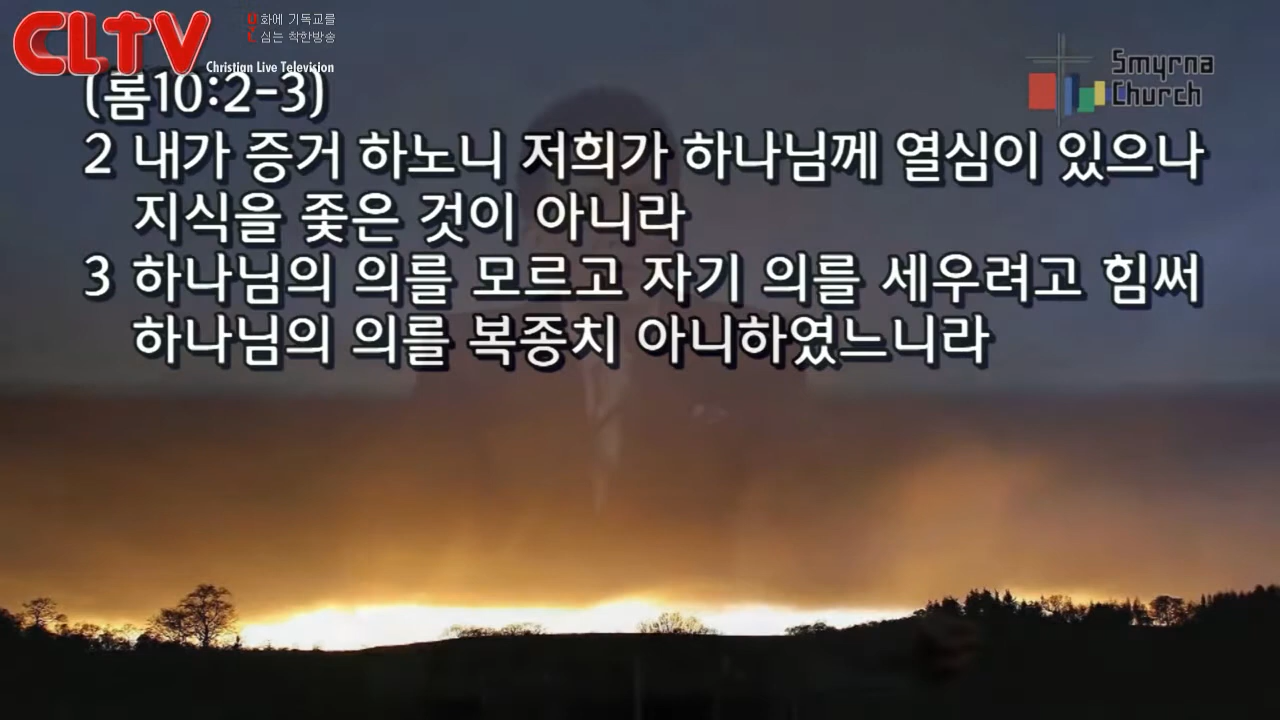 CLTV
화에 기독교를
심는 착한방송
Christian Live Television
Smyrna
Church
(롬10:2-3)
2 내가 증거 하노니 저희가 하나님께 열심이 있으나
지식을 좇은 것이 아니라
3 하나님의 의를 모르고 자기 의를 세우려고 힘써
하나님의 의를 복종치 아니하였느니라